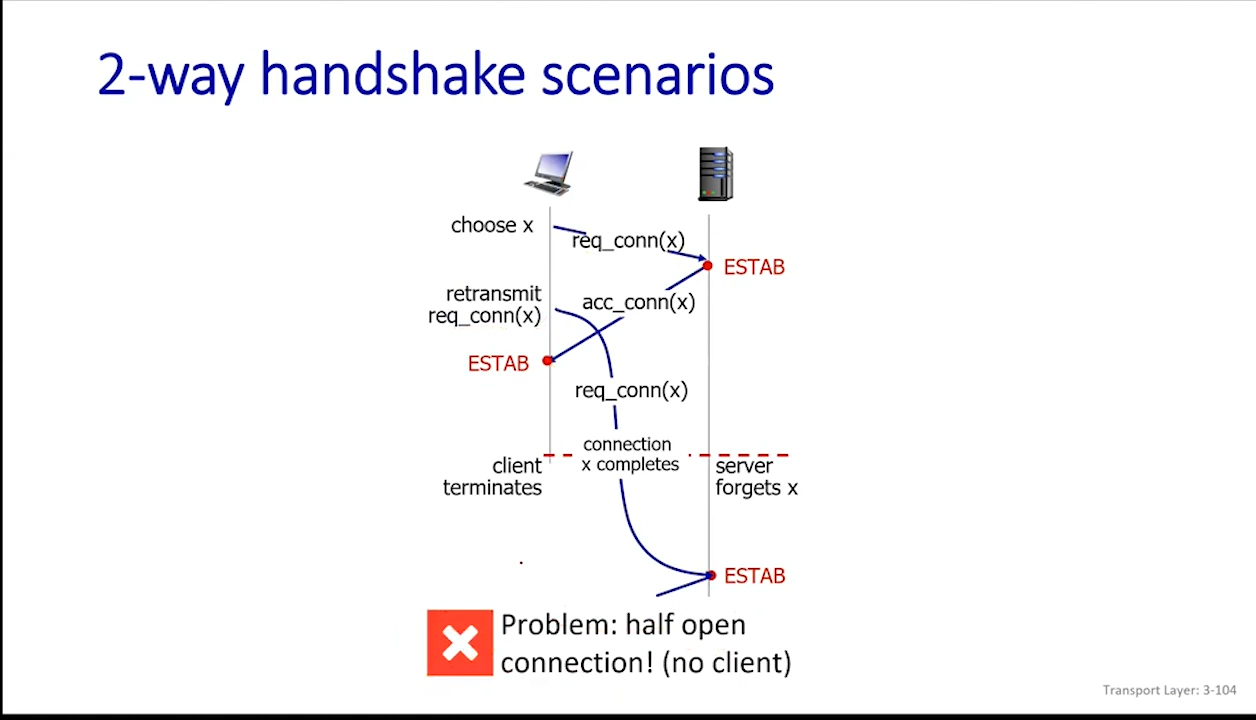 2-way handshake scenarios
choose x
req_conn(x)
ESTAB
retransmit
req_conn(x)
acc_conn(x)
ESTAB
req_conn(x)
connection
x completes
client
terminates
server
forgets x
ESTAB
Problem: half open
connection! (no client)
Transport Layer: 3-104